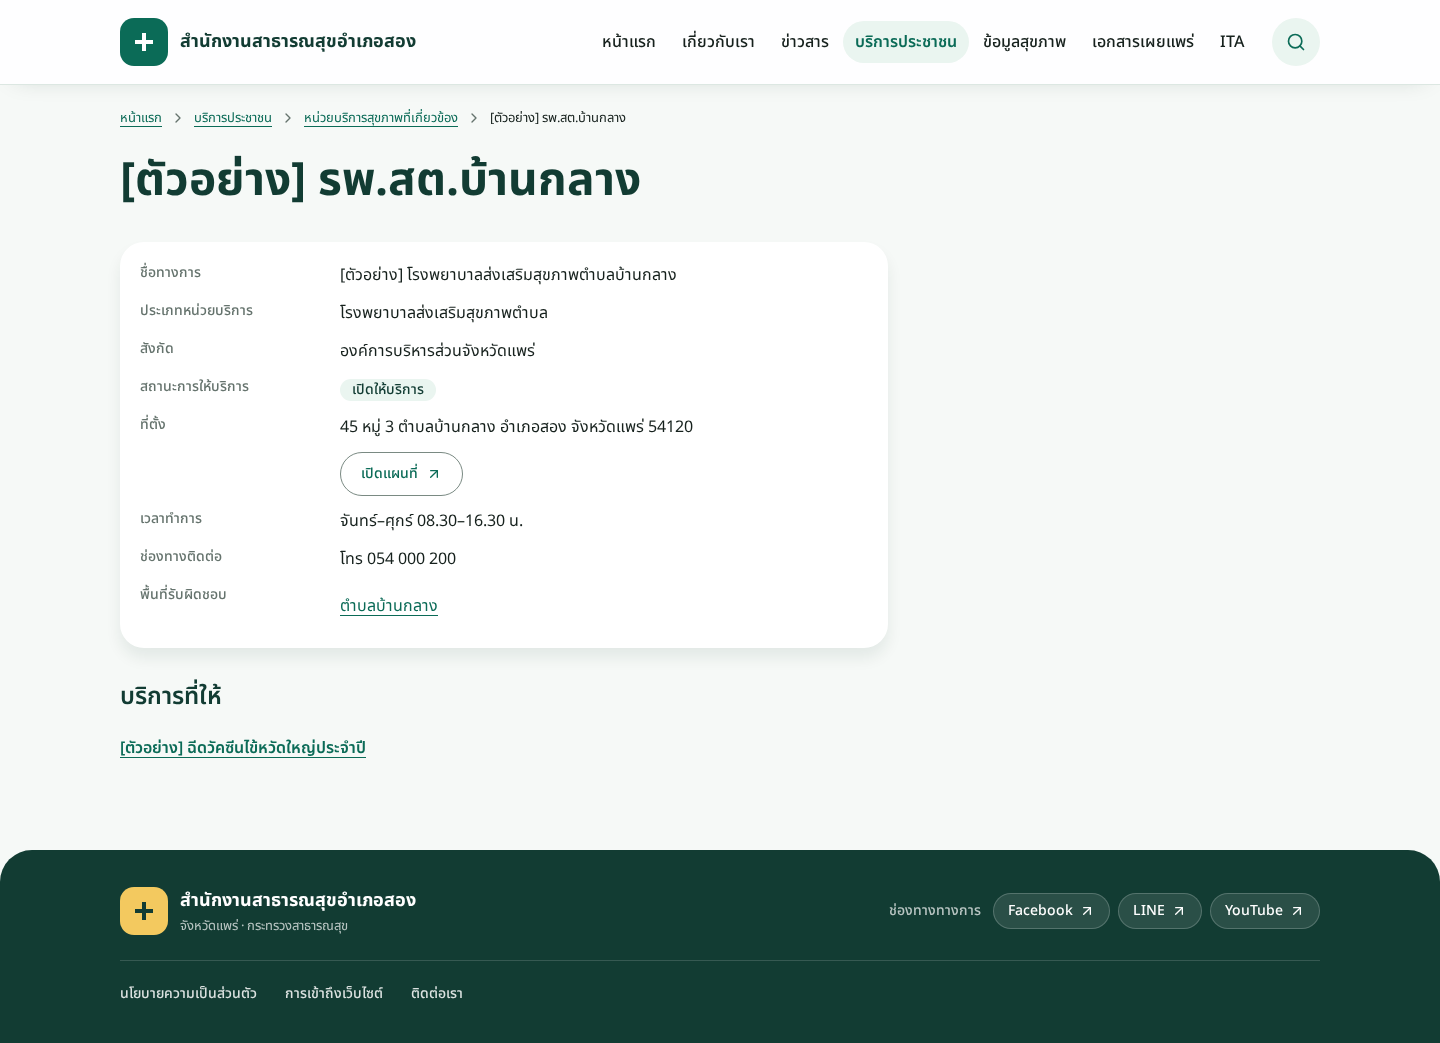 สำนักงานสาธารณสุขอำเภอสอง
หน้าแรก เกี่ยวกับเรา ข่าวสาร บริการประชาชน ข้อมูลสุขภาพ เอกสารเผยแพร่ ITA
หน้าแรก บริการประชาชน หน่วยบริการสุขภาพที่เกี่ยวข้อง [ตัวอย่าง] รพ.สต.บ้านกลาง
[ตัวอย่าง] รพ.สต.บ้านกลาง
ชื่อทางการ [ตัวอย่าง] โรงพยาบาลส่งเสริมสุขภาพตำบลบ้านกลาง
ประเภทหน่วยบริการ โรงพยาบาลส่งเสริมสุขภาพตำบล
สังกัด องค์การบริหารส่วนจังหวัดแพร่
สถานะการให้บริการ เปิดให้บริการ
ที่ตั้ง 45 หมู่ 3 ตำบลบ้านกลาง อำเภอสอง จังหวัดแพร่ 54120
เปิดแผนที่
เวลาทำการ จันทร์–ศุกร์ 08.30–16.30 น.
ช่องทางติดต่อ โทร 054 000 200
พื้นที่รับผิดชอบ ตำบลบ้านกลาง
บริการที่ให้
[ตัวอย่าง] ฉีดวัคซีนไข้หวัดใหญ่ประจำปี
สำนักงานสาธารณสุขอำเภอสอง
จังหวัดแพร่ · กระทรวงสาธารณสุข
ช่องทางทางการ Facebook LINE YouTube
นโยบายความเป็นส่วนตัว การเข้าถึงเว็บไซต์ ติดต่อเรา